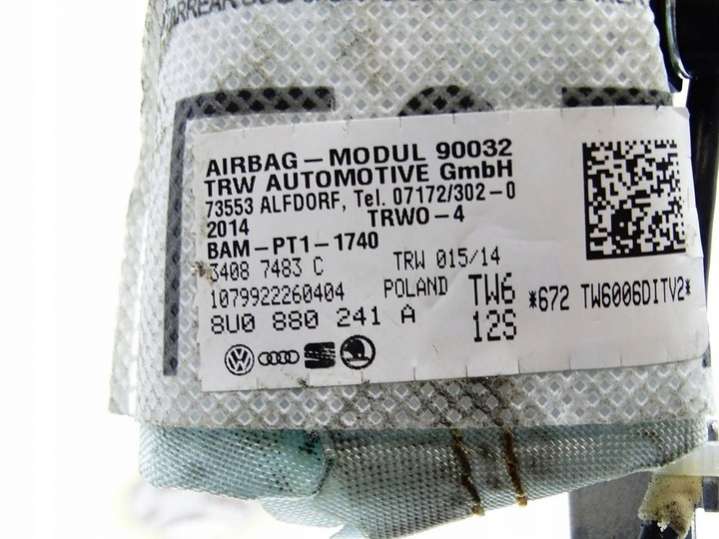 AIRBAG-MODUL 90032
TRW AUTOMOTIVE GmbH
73553 ALFDORF, Tel. 07172/302-0
2014 TRWO-4
BAM-PT1-1740
3408 7483 C TRW 015/14
1079922260404 POLAND TW6
8U0 880 241 A 12S
*672 TW6006DITV2*